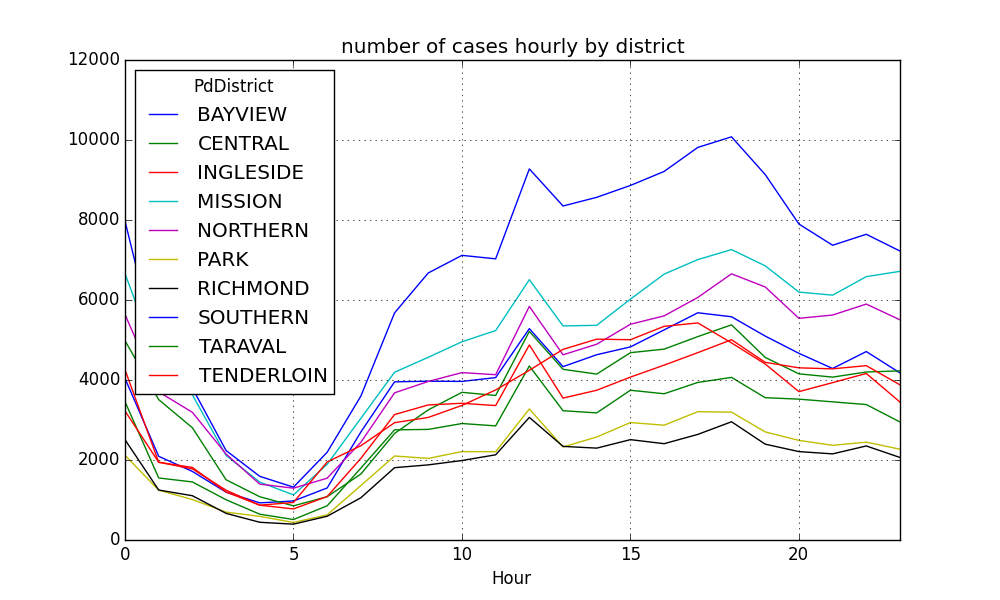 number of cases hourly by district
12000
10000
8000
6000
4000
2000
0
PdDistrict
BAYVIEW
CENTRAL
INGLESIDE
MISSION
NORTHERN
PARK
RICHMOND
SOUTHERN
TARAVAL
TENDERLOIN
0 5 10 15 20
Hour